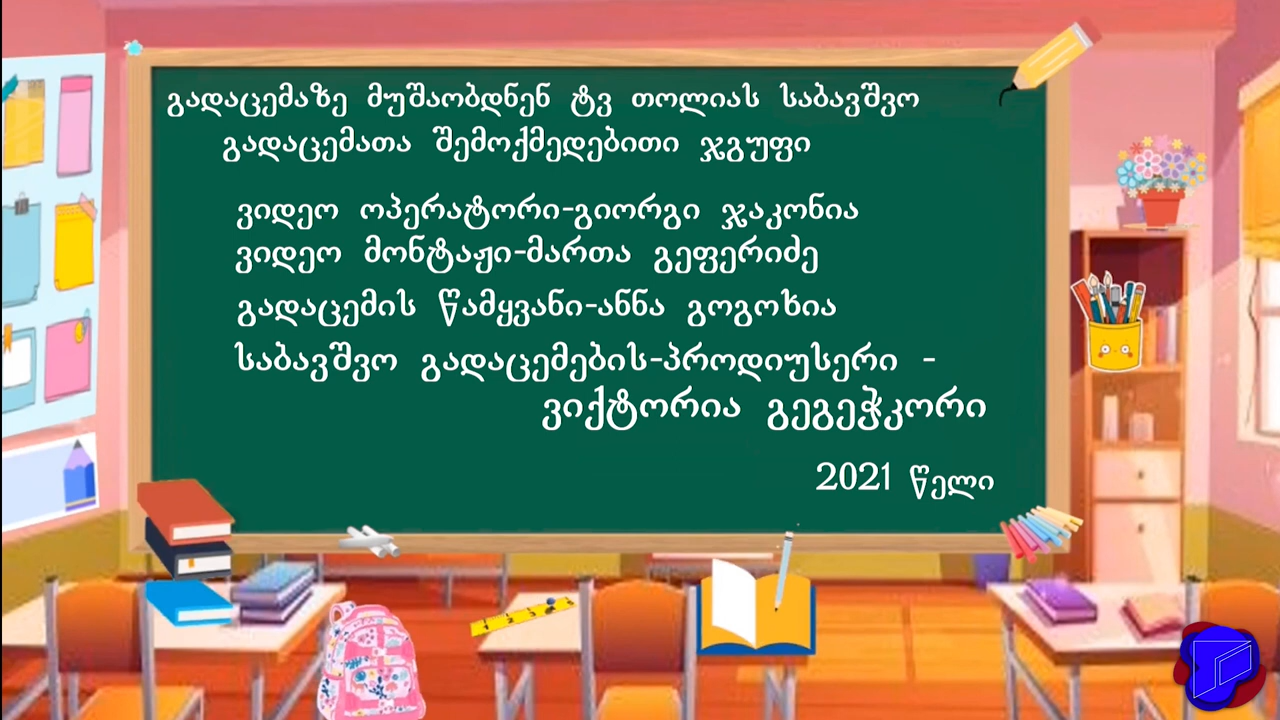 გადაცემაზე მუშაობდნენ ტვ თოლიას საბავშვო
გადაცემათა შემოქმედებითი ჯგუფი
ვიდეო ოპერატორი-გიორგი ჯაკონია
ვიდეო მონტაჟი-მართა გეფერიძე
გადაცემის წამყვანი-ანნა გოგოხია
საბავშვო გადაცემების-პროდიუსერი -
ვიქტორია გეგეჭკორი
2021 წელი